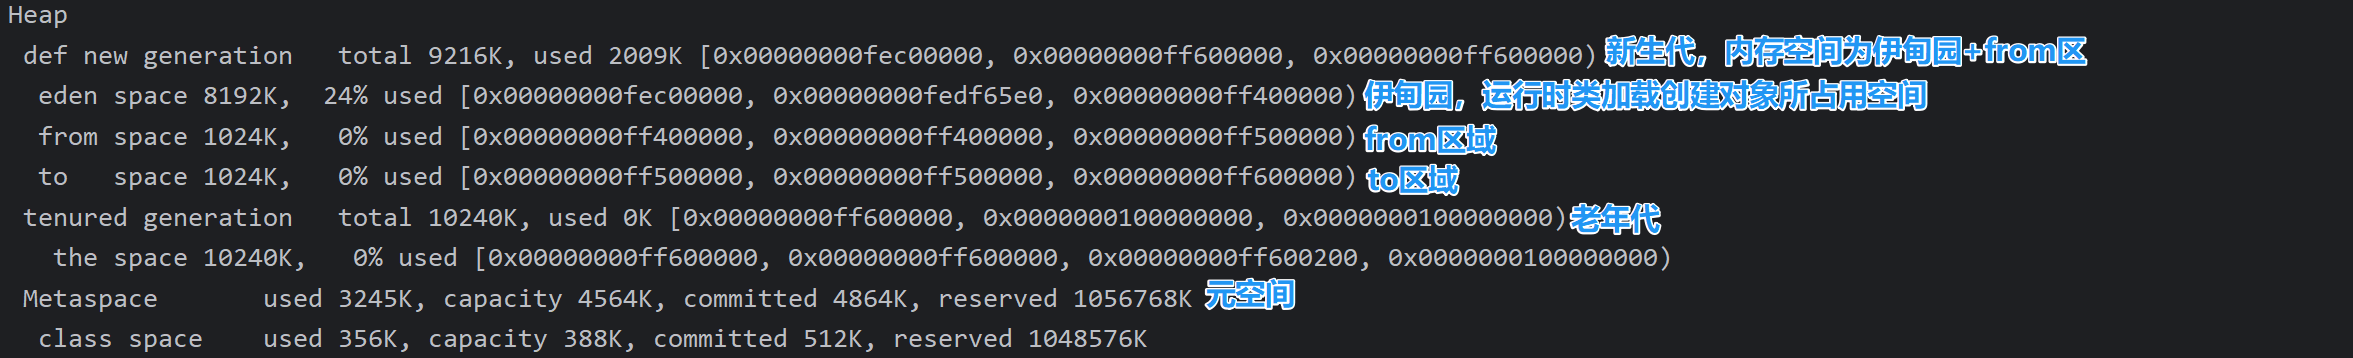 Heap
def new generation   total 9216K, used 2009K [0x00000000fec00000, 0x00000000ff600000, 0x00000000ff600000) 新生代，内存空间为伊甸园+from区
eden space 8192K,  24% used [0x00000000fec00000, 0x00000000fedf65e0, 0x00000000ff400000) 伊甸园，运行时类加载创建对象所占用空间
from space 1024K,   0% used [0x00000000ff400000, 0x00000000ff400000, 0x00000000ff500000) from区域
to   space 1024K,   0% used [0x00000000ff500000, 0x00000000ff500000, 0x00000000ff600000) to区域
tenured generation   total 10240K, used 0K [0x00000000ff600000, 0x0000000100000000, 0x0000000100000000) 老年代
the space 10240K,   0% used [0x00000000ff600000, 0x00000000ff600000, 0x00000000ff600200, 0x0000000100000000)
Metaspace       used 3245K, capacity 4564K, committed 4864K, reserved 1056768K 元空间
class space    used 356K, capacity 388K, committed 512K, reserved 1048576K